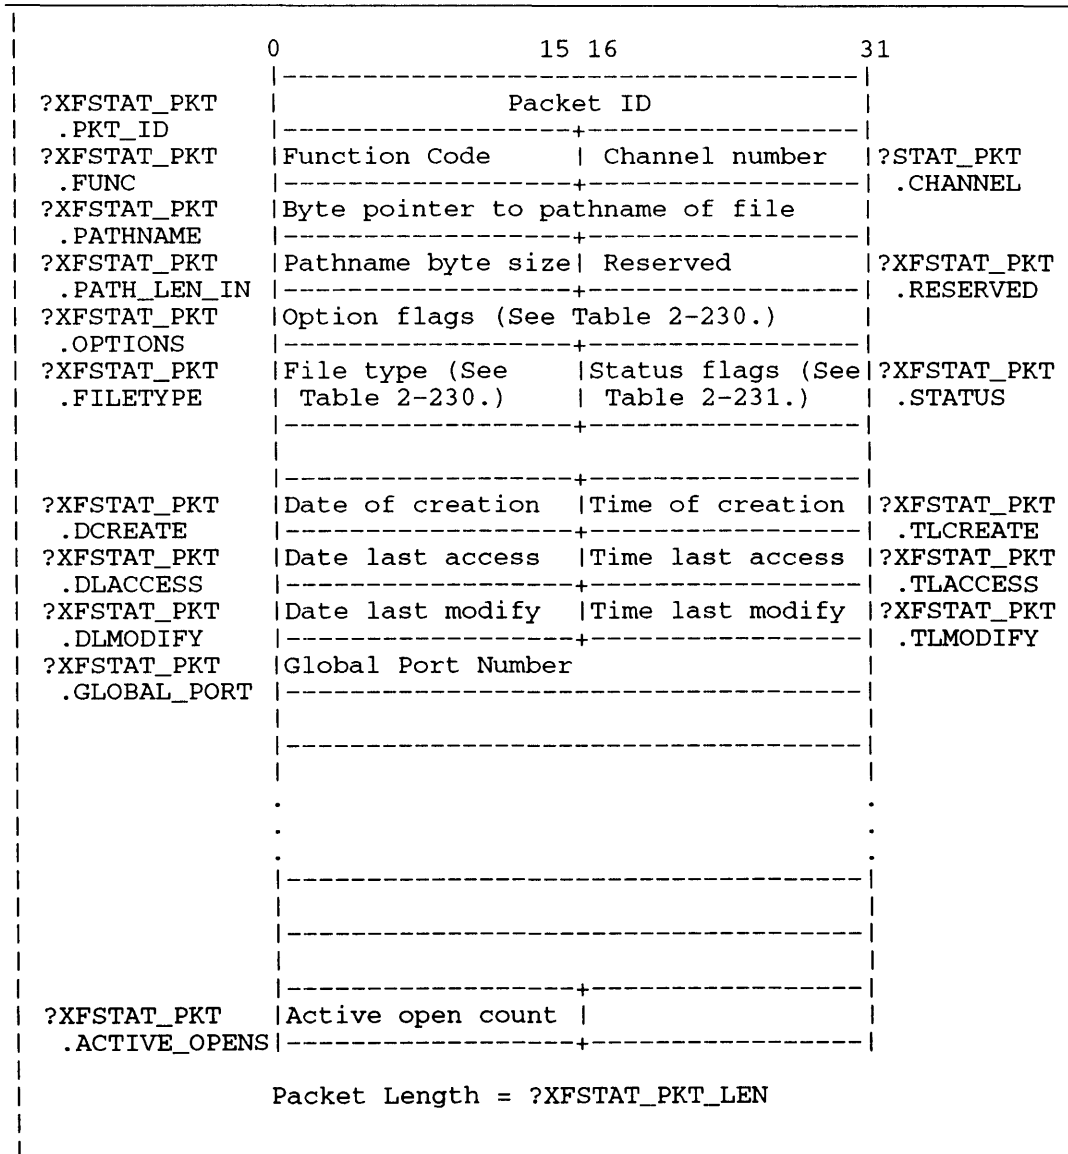 0 15 16 31
?XFSTAT_PKT Packet ID
.PKT_ID
?XFSTAT_PKT |Function Code | Channel number |?STAT_PKT
.FUNC .CHANNEL
?XFSTAT_PKT |Byte pointer to pathname of file
.PATHNAME
?XFSTAT_PKT |Pathname byte size| Reserved |?XFSTAT_PKT
.PATH_LEN_IN .RESERVED
?XFSTAT_PKT |Option flags (See Table 2-230.)
.OPTIONS
?XFSTAT_PKT |File type (See |Status flags (See|?XFSTAT_PKT
.FILETYPE | Table 2-230.) | Table 2-231.) | .STATUS
?XFSTAT_PKT |Date of creation |Time of creation |?XFSTAT_PKT
.DCREATE .TLCREATE
?XFSTAT_PKT |Date last access |Time last access |?XFSTAT_PKT
.DLACCESS .TLACCESS
?XFSTAT_PKT |Date last modify |Time last modify |?XFSTAT_PKT
.DLMODIFY .TLMODIFY
?XFSTAT_PKT |Global Port Number
.GLOBAL_PORT
.
.
.
?XFSTAT_PKT |Active open count |
.ACTIVE_OPENS
Packet Length = ?XFSTAT_PKT_LEN